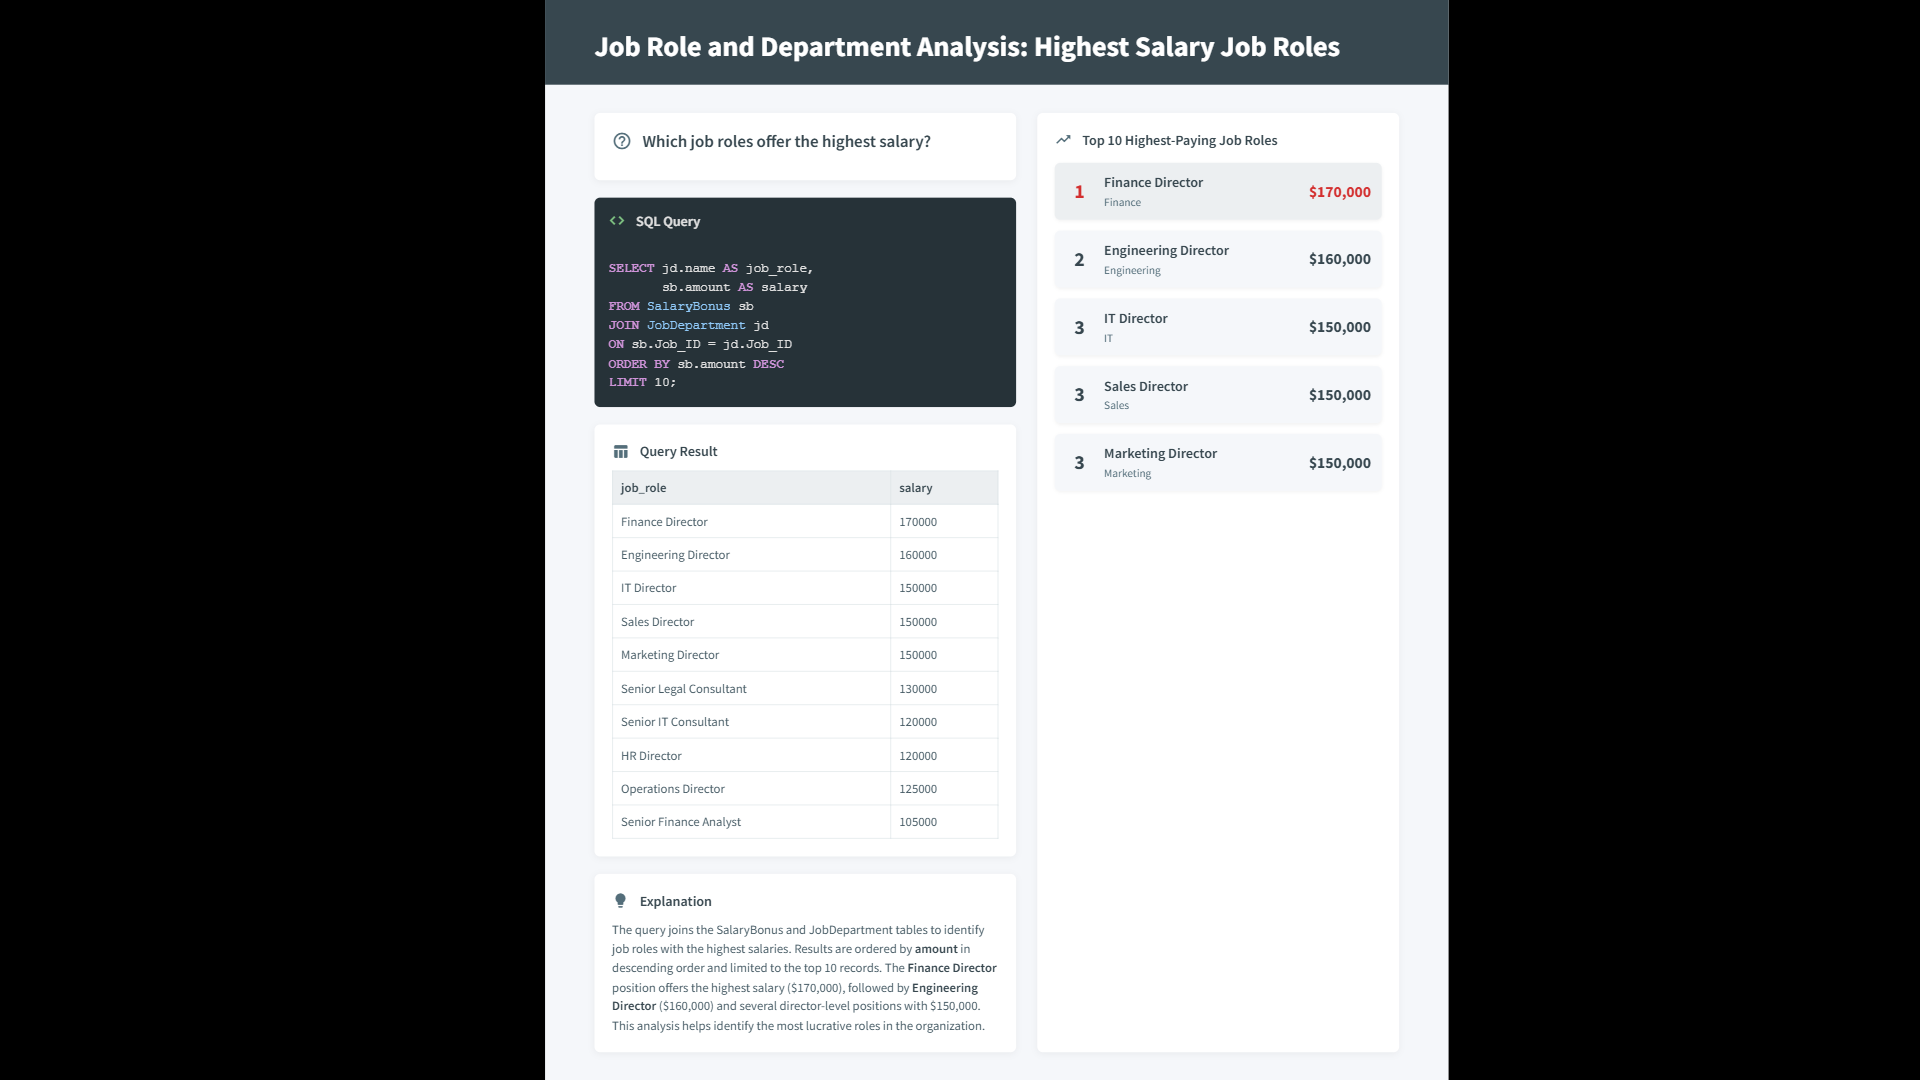 Job Role and Department Analysis: Highest Salary Job Roles
Which job roles offer the highest salary?
SQL Query
SELECT jd.name AS job_role,
sb.amount AS salary
FROM SalaryBonus sb
JOIN JobDepartment jd
ON sb.Job_ID = jd.Job_ID
ORDER BY sb.amount DESC
LIMIT 10;
Query Result
job_role salary
Finance Director 170000
Engineering Director 160000
IT Director 150000
Sales Director 150000
Marketing Director 150000
Senior Legal Consultant 130000
Senior IT Consultant 120000
HR Director 120000
Operations Director 125000
Senior Finance Analyst 105000
Explanation
The query joins the SalaryBonus and JobDepartment tables to identify
job roles with the highest salaries. Results are ordered by amount in
descending order and limited to the top 10 records. The Finance Director
position offers the highest salary ($170,000), followed by Engineering
Director ($160,000) and several director-level positions with $150,000.
This analysis helps identify the most lucrative roles in the organization.
Top 10 Highest-Paying Job Roles
1 Finance Director $170,000
Finance
2 Engineering Director $160,000
Engineering
3 IT Director $150,000
IT
3 Sales Director $150,000
Sales
3 Marketing Director $150,000
Marketing